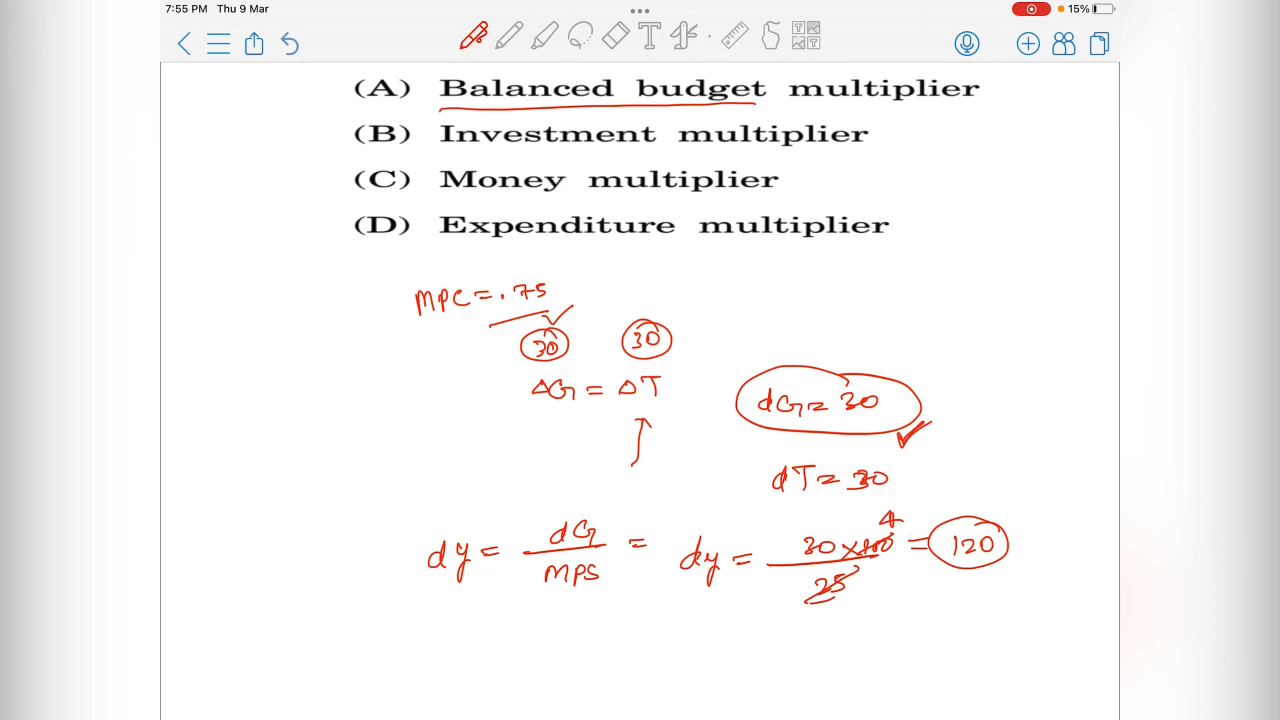 7:55 PM Thu 9 Mar
15%
(A) Balanced budget multiplier
(B) Investment multiplier
(C) Money multiplier
(D) Expenditure multiplier
MPC = .75
30 30
ΔG = ΔT
dG = 30
dT = 30
dy = dG/MPS = dy = 30 × 100/25 4 = 120